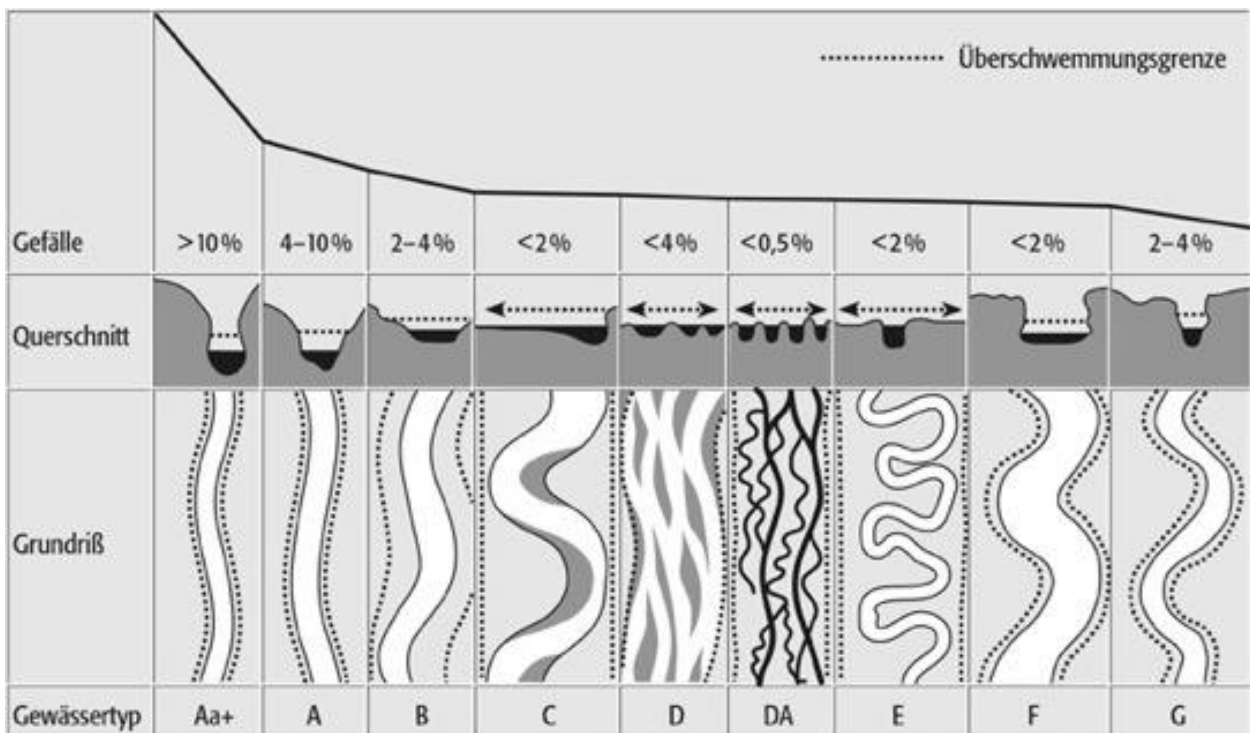 Überschwemmungsgrenze
Gefälle >10% 4–10% 2–4% <2% <4% <0,5% <2% <2% 2–4%
Querschnitt
Grundriß
Gewässertyp Aa+ A B C D DA E F G